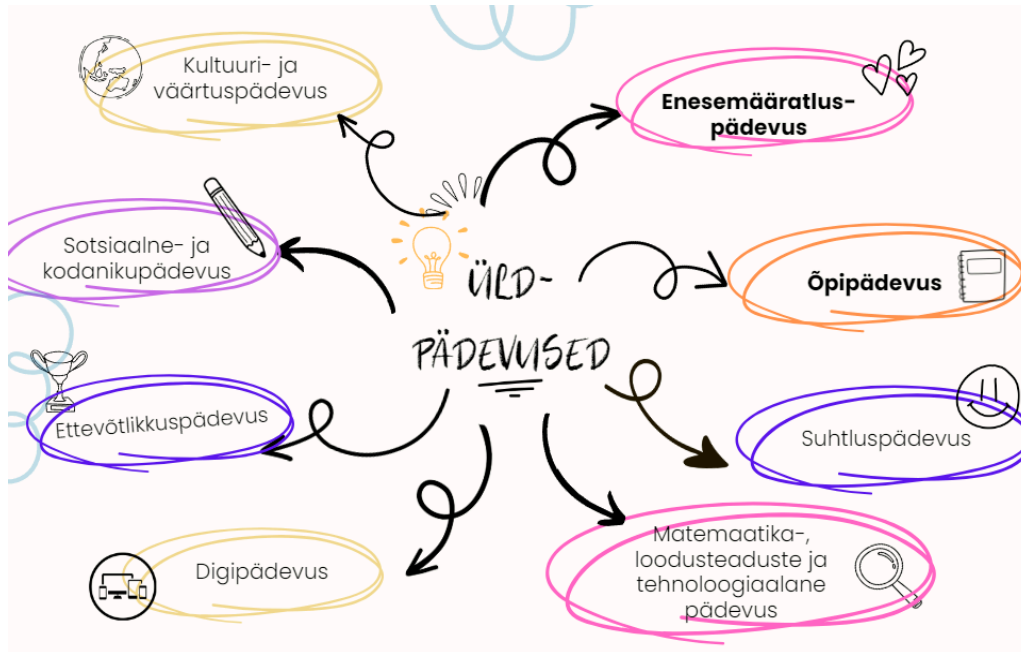 Kultuuri- ja
väärtuspädevus
Enesemääratlus-
pädevus
Sotsiaalne- ja
kodanikupädevus
ÜLD-
PÄDEVUSED
Õpipädevus
Ettevõtlikkuspädevus
Suhtluspädevus
Digipädevus
Matemaatika-,
loodusteaduste ja
tehnoloogiaalane
pädevus